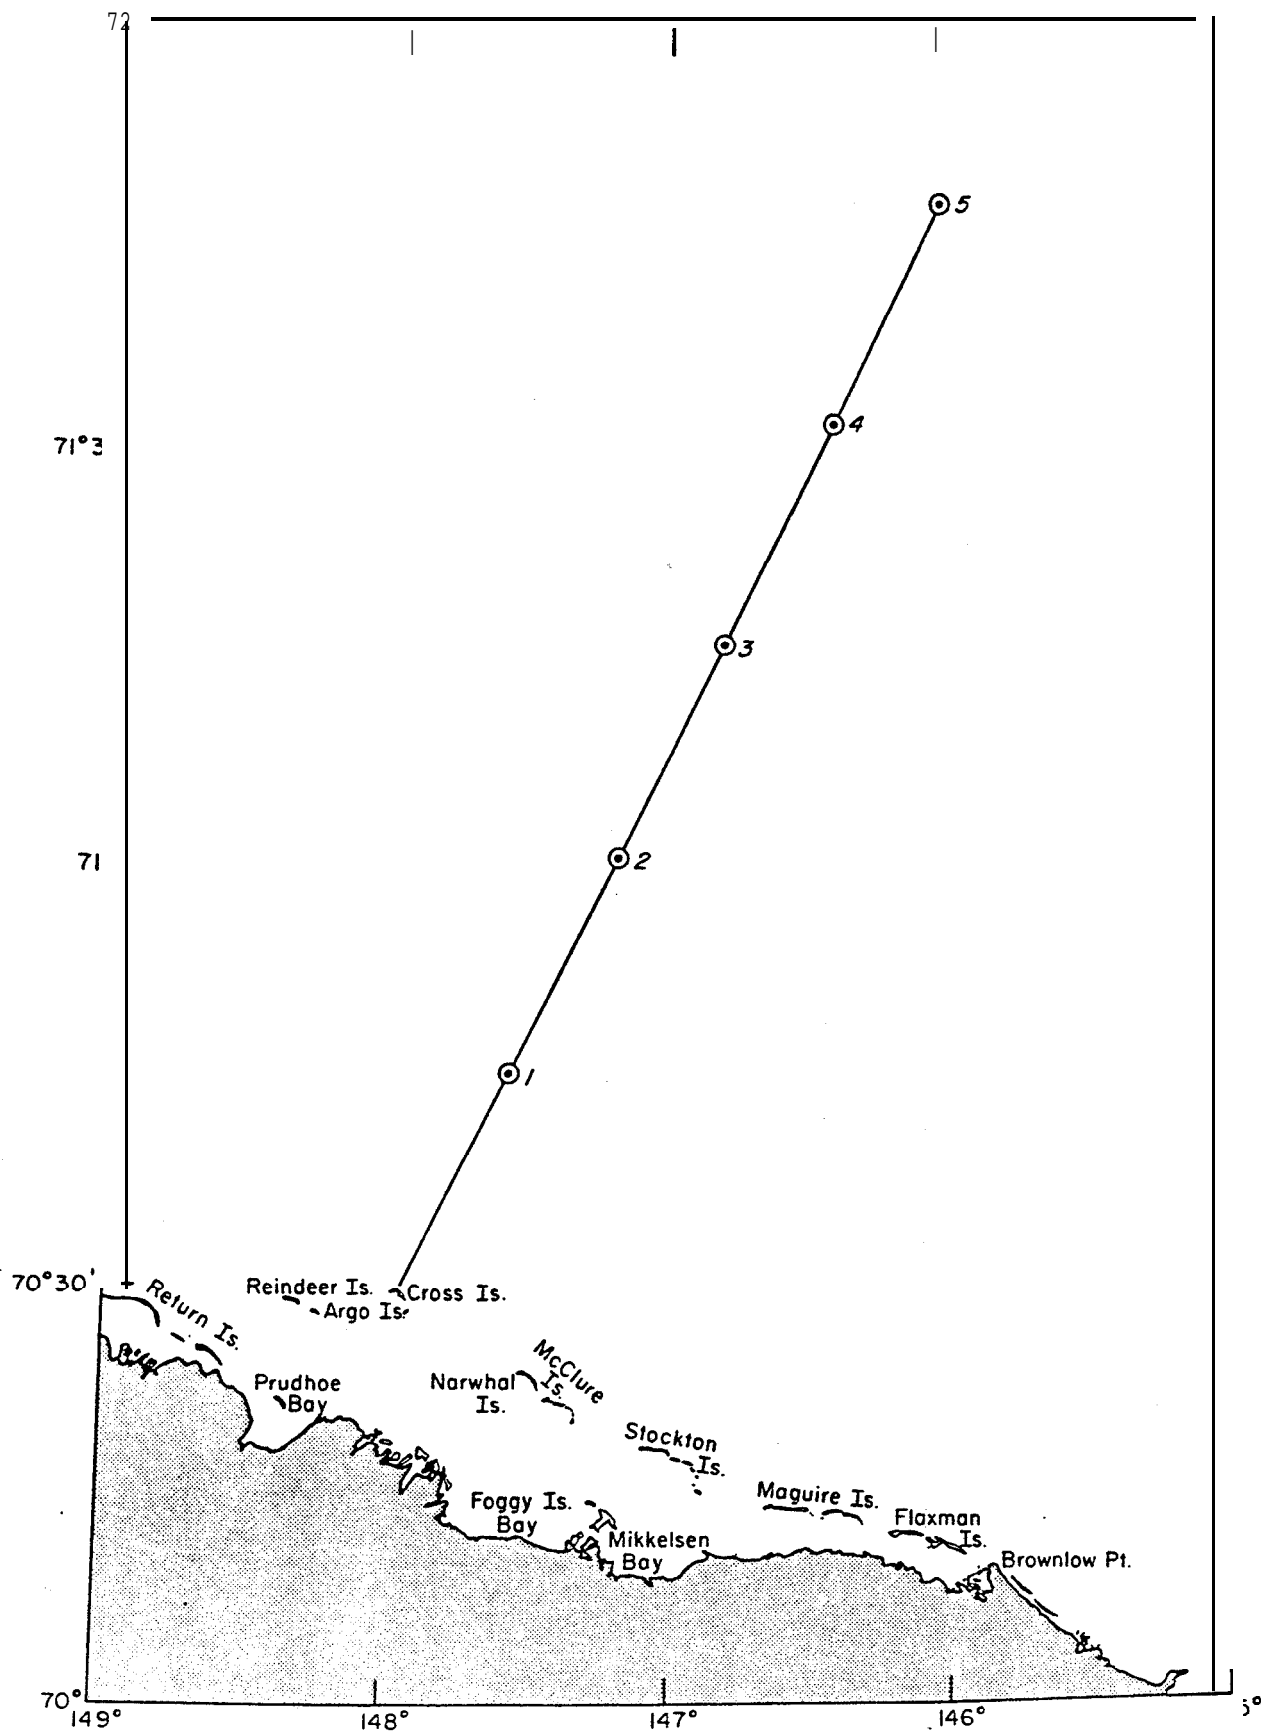 72
5
4
71°3
3
71
2
1
70°30'
Return Is.
Reindeer Is.
Cross Is.
Argo Is.
Prudhoe
Bay
Narwhal
Is.
McClure
Is.
Stockton
Is.
Maguire Is.
Flaxman
Is.
Foggy Is.
Bay
Mikkelsen
Bay
Brownlow Pt.
70°
149°
148°
147°
146°
5°